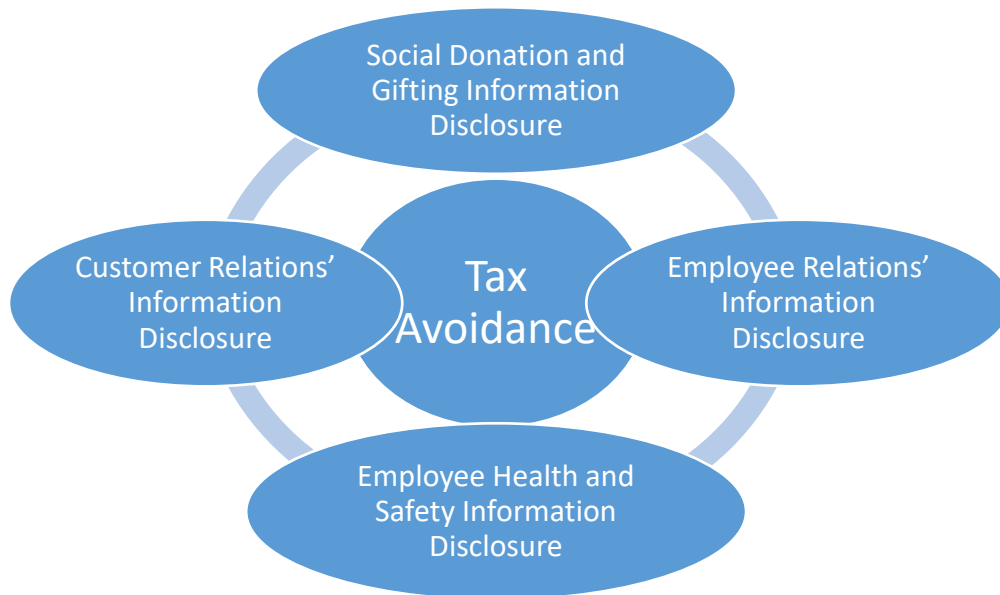 Social Donation and
Gifting Information
Disclosure
Customer Relations’
Information
Disclosure
Tax
Avoidance
Employee Relations’
Information
Disclosure
Employee Health and
Safety Information
Disclosure